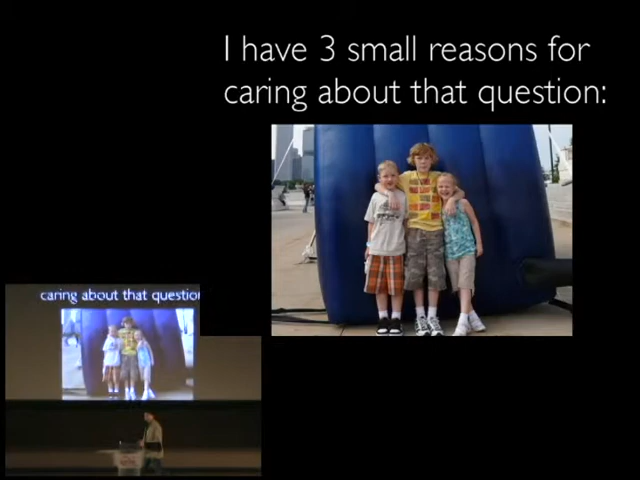 I have 3 small reasons for
caring about that question:
caring about that questio